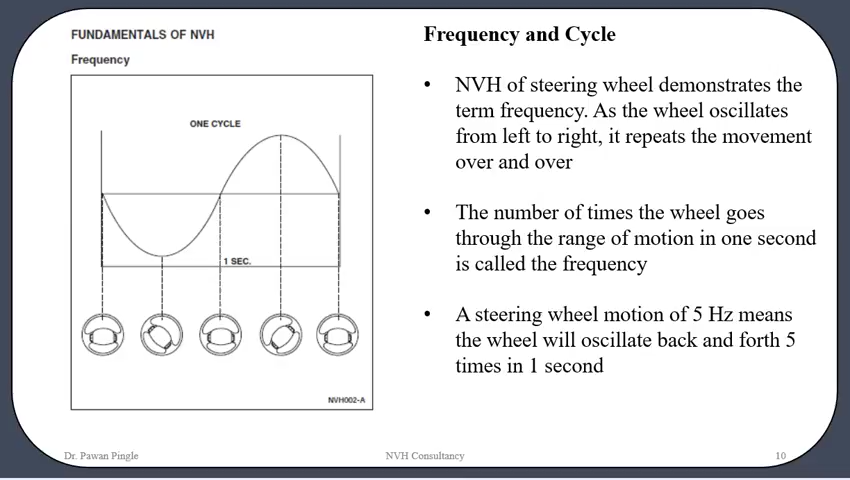 FUNDAMENTALS OF NVH
Frequency
ONE CYCLE
1 SEC.
NVH002-A
Frequency and Cycle
• NVH of steering wheel demonstrates the
term frequency. As the wheel oscillates
from left to right, it repeats the movement
over and over
• The number of times the wheel goes
through the range of motion in one second
is called the frequency
• A steering wheel motion of 5 Hz means
the wheel will oscillate back and forth 5
times in 1 second
Dr. Pawan Pingle
NVH Consultancy
10